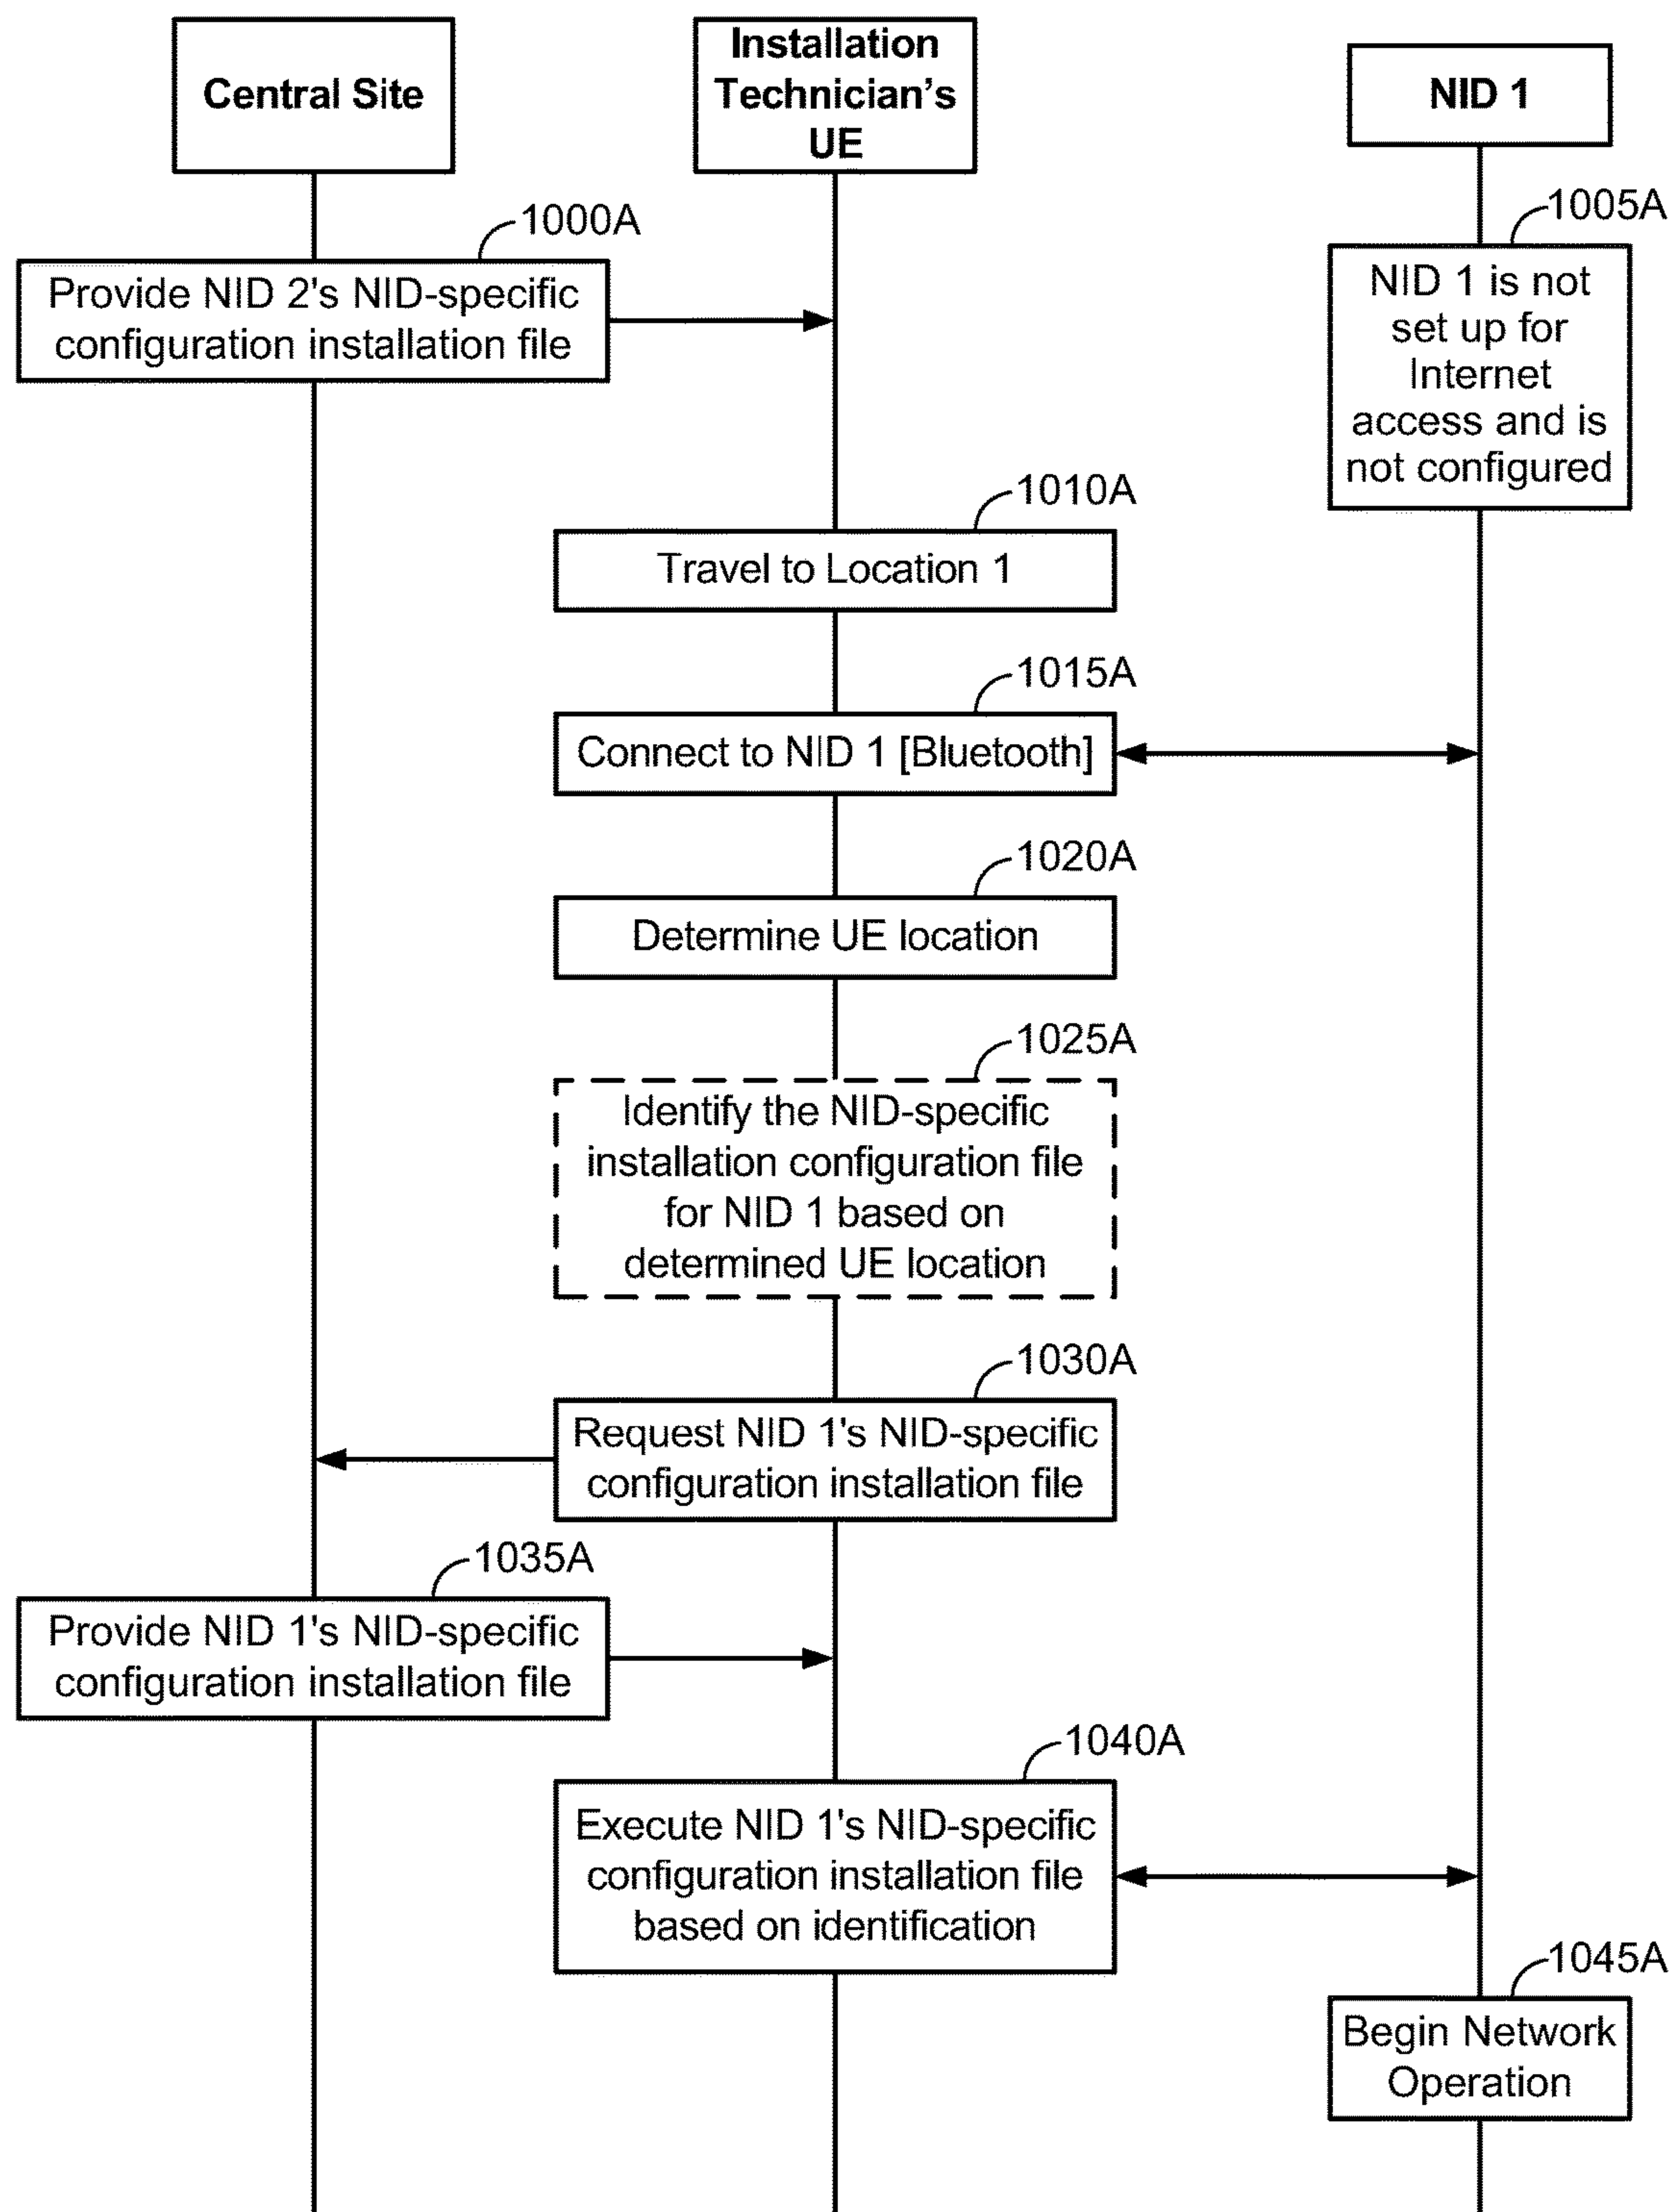 Central Site
Installation
Technician's
UE
NID 1
1000A
1005A
Provide NID 2's NID-specific
configuration installation file
NID 1 is not
set up for
Internet
access and is
not configured
1010A
Travel to Location 1
1015A
Connect to NID 1 [Bluetooth]
1020A
Determine UE location
1025A
Identify the NID-specific
installation configuration file
for NID 1 based on
determined UE location
1030A
Request NID 1's NID-specific
configuration installation file
1035A
Provide NID 1's NID-specific
configuration installation file
1040A
Execute NID 1's NID-specific
configuration installation file
based on identification
1045A
Begin Network
Operation